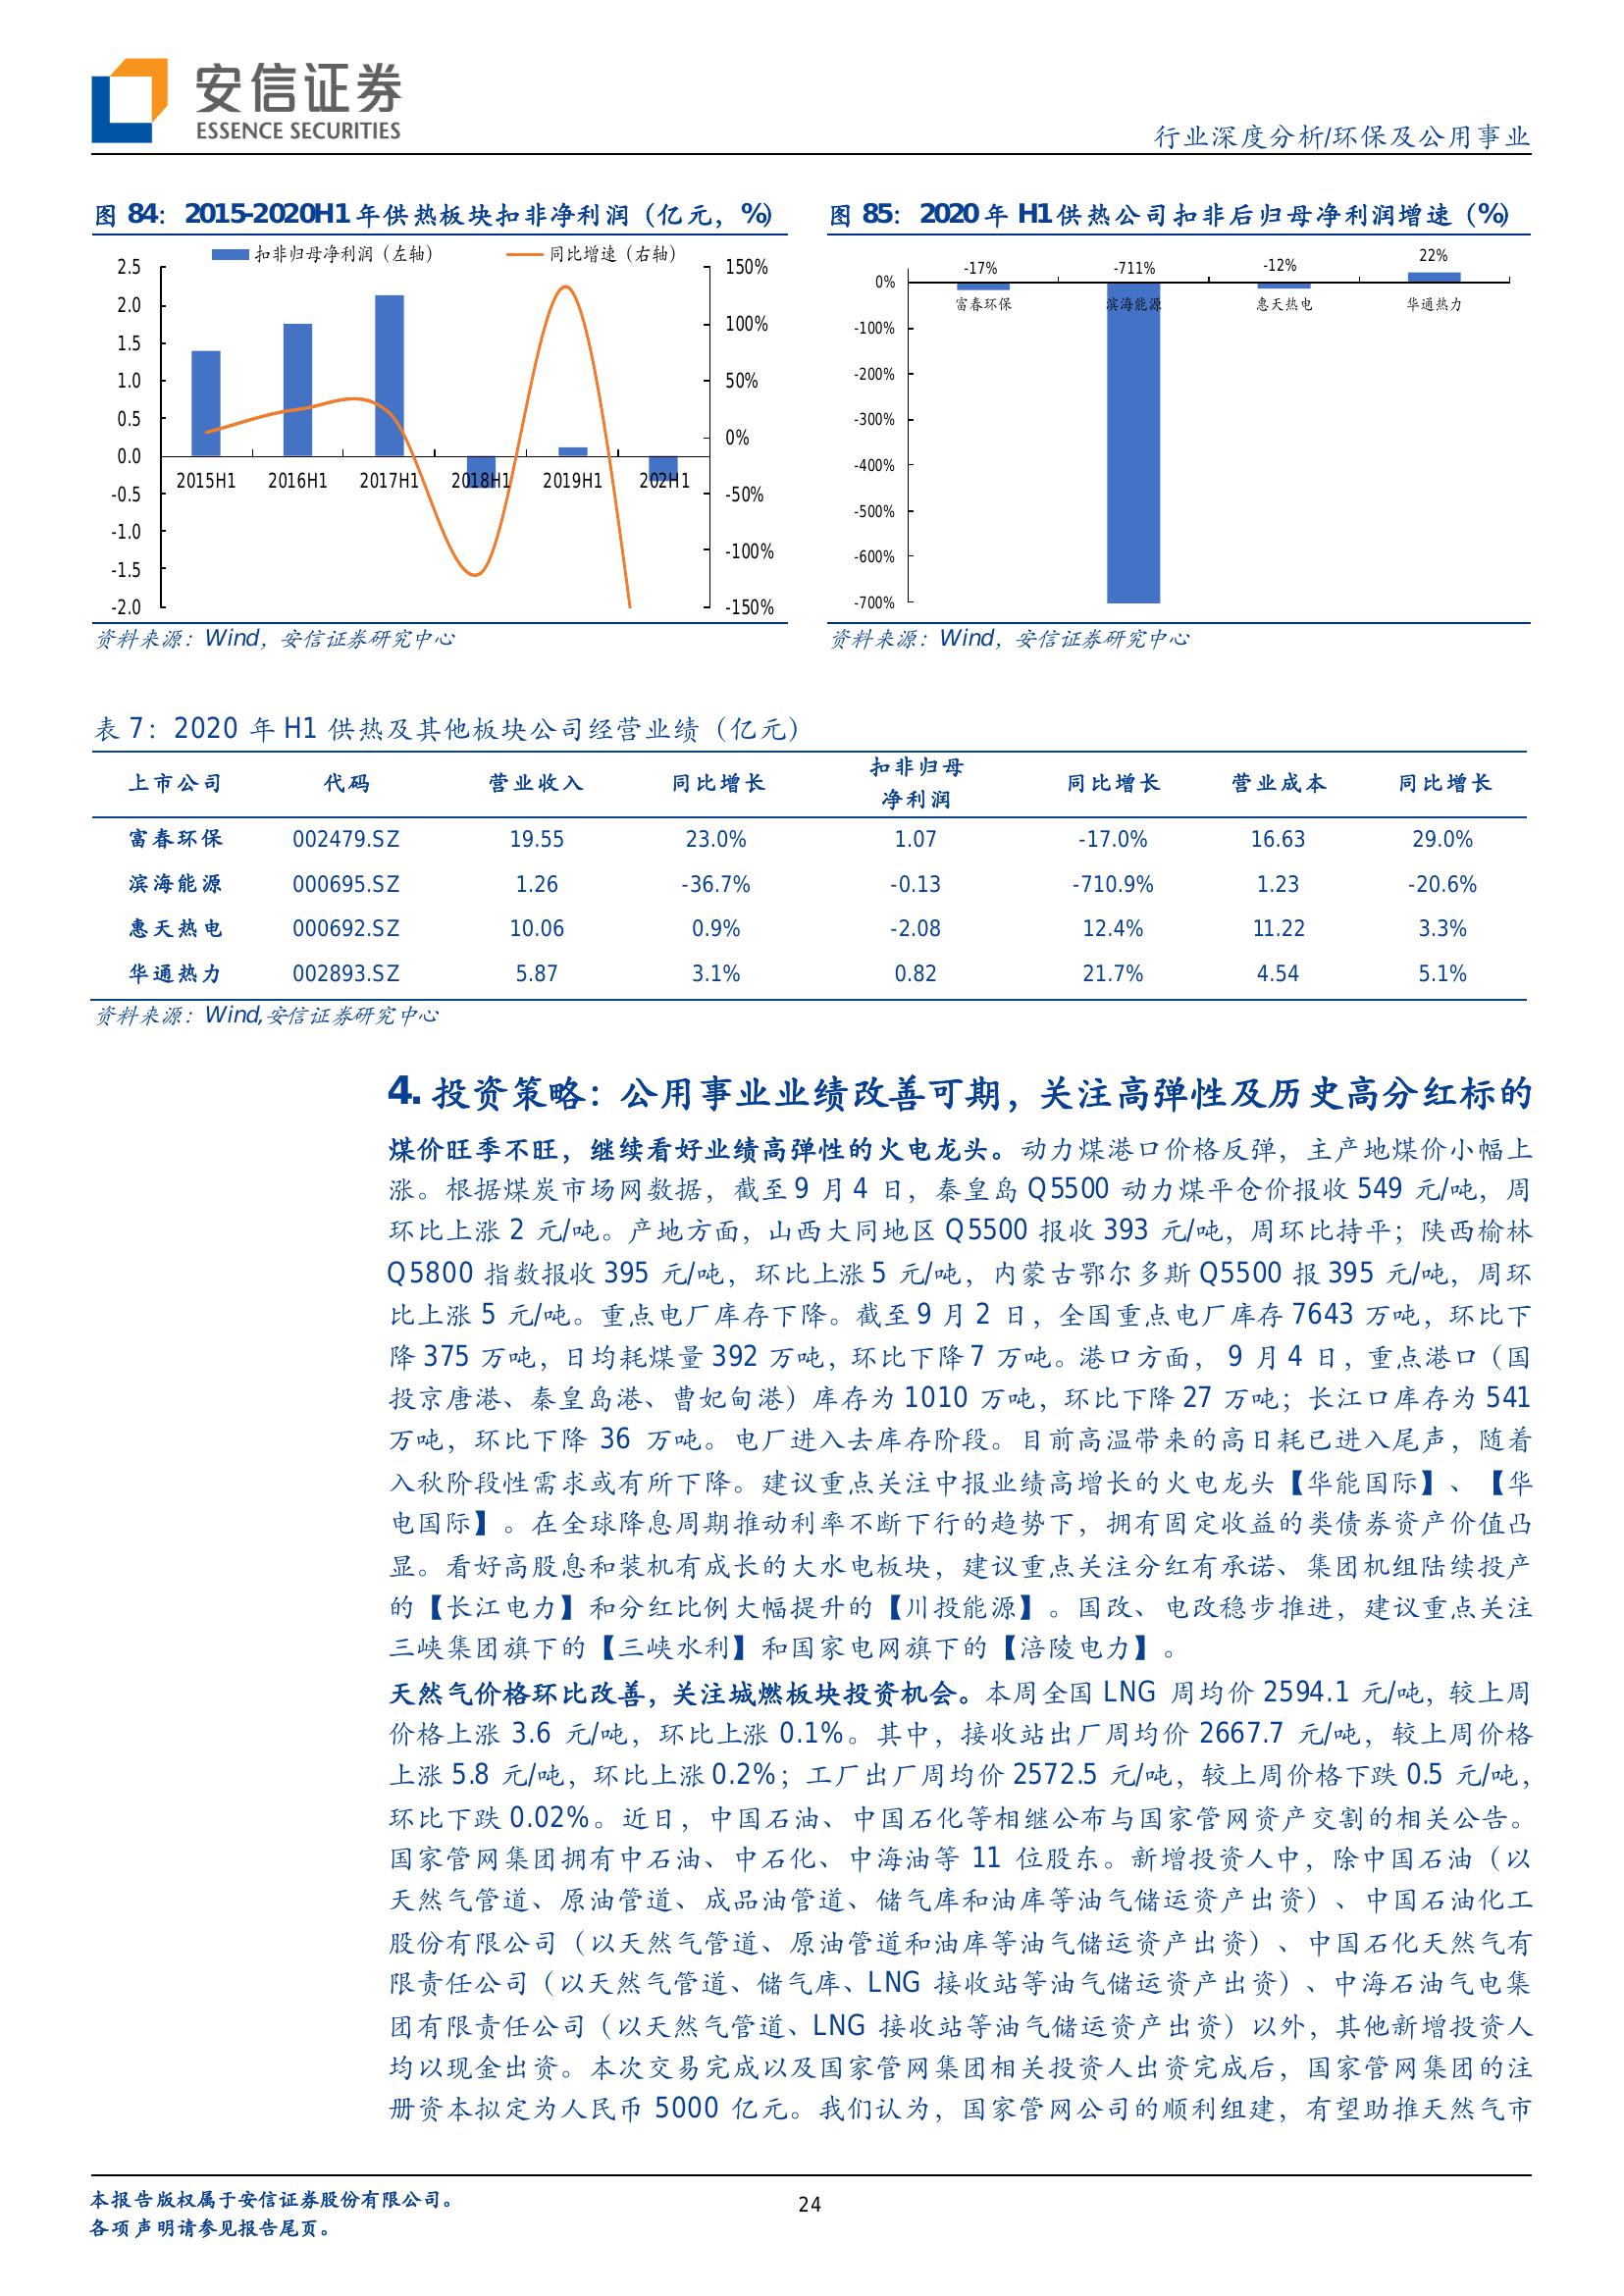 安信证券
ESSENCE SECURITIES
行业深度分析/环保及公用事业
图 84： 2015-2020H1 年供热板块扣非净利润（亿元，%）
扣非归母净利润（左轴） 同比增速（右轴）
2.5
2.0
1.5
1.0
0.5
0.0
-0.5
-1.0
-1.5
-2.0
150%
100%
50%
0%
-50%
-100%
-150%
2015H1 2016H1 2017H1 2018H1 2019H1 202H1
资料来源：Wind，安信证券研究中心
图 85： 2020 年 H1 供热公司扣非后归母净利润增速（%）
-17% -711% -12% 22%
富春环保 滨海能源 惠天热电 华通热力
0%
-100%
-200%
-300%
-400%
-500%
-600%
-700%
资料来源：Wind，安信证券研究中心
表 7：2020 年 H1 供热及其他板块公司经营业绩（亿元）
上市公司 代码 营业收入 同比增长 扣非归母净利润 同比增长 营业成本 同比增长
富春环保 002479.SZ 19.55 23.0% 1.07 -17.0% 16.63 29.0%
滨海能源 000695.SZ 1.26 -36.7% -0.13 -710.9% 1.23 -20.6%
惠天热电 000692.SZ 10.06 0.9% -2.08 12.4% 11.22 3.3%
华通热力 002893.SZ 5.87 3.1% 0.82 21.7% 4.54 5.1%
资料来源：Wind,安信证券研究中心
4. 投资策略：公用事业业绩改善可期，关注高弹性及历史高分红标的
煤价旺季不旺，继续看好业绩高弹性的火电龙头。动力煤港口价格反弹，主产地煤价小幅上
涨。根据煤炭市场网数据，截至 9 月 4 日，秦皇岛 Q5500 动力煤平仓价报收 549 元/吨，周
环比上涨 2 元/吨。产地方面，山西大同地区 Q5500 报收 393 元/吨，周环比持平；陕西榆林
Q5800 指数报收 395 元/吨，环比上涨 5 元/吨，内蒙古鄂尔多斯 Q5500 报 395 元/吨，周环
比上涨 5 元/吨。重点电厂库存下降。截至 9 月 2 日，全国重点电厂库存 7643 万吨，环比下
降 375 万吨，日均耗煤量 392 万吨，环比下降 7 万吨。港口方面， 9 月 4 日，重点港口（国
投京唐港、秦皇岛港、曹妃甸港）库存为 1010 万吨，环比下降 27 万吨；长江口库存为 541
万吨，环比下降 36 万吨。电厂进入去库存阶段。目前高温带来的高日耗已进入尾声，随着
入秋阶段性需求或有所下降。建议重点关注中报业绩高增长的火电龙头【华能国际】、【华
电国际】。在全球降息周期推动利率不断下行的趋势下，拥有固定收益的类债券资产价值凸
显。看好高股息和装机有成长的大水电板块，建议重点关注分红有承诺、集团机组陆续投产
的【长江电力】和分红比例大幅提升的【川投能源】。国改、电改稳步推进，建议重点关注
三峡集团旗下的【三峡水利】和国家电网旗下的【涪陵电力】。
天然气价格环比改善，关注城燃板块投资机会。本周全国 LNG 周均价 2594.1 元/吨，较上周
价格上涨 3.6 元/吨，环比上涨 0.1%。其中，接收站出厂周均价 2667.7 元/吨，较上周价格
上涨 5.8 元/吨，环比上涨 0.2%；工厂出厂周均价 2572.5 元/吨，较上周价格下跌 0.5 元/吨，
环比下跌 0.02%。近日，中国石油、中国石化等相继公布与国家管网资产交割的相关公告。
国家管网集团拥有中石油、中石化、中海油等 11 位股东。新增投资人中，除中国石油（以
天然气管道、原油管道、成品油管道、储气库和油库等油气储运资产出资）、中国石油化工
股份有限公司（以天然气管道、原油管道和油库等油气储运资产出资）、中国石化天然气有
限责任公司（以天然气管道、储气库、LNG 接收站等油气储运资产出资）、中海石油气电集
团有限责任公司（以天然气管道、LNG 接收站等油气储运资产出资）以外，其他新增投资人
均以现金出资。本次交易完成以及国家管网集团相关投资人出资完成后，国家管网集团的注
册资本拟定为人民币 5000 亿元。我们认为，国家管网公司的顺利组建，有望助推天然气市
本报告版权属于安信证券股份有限公司。
各项声明请参见报告尾页。
24